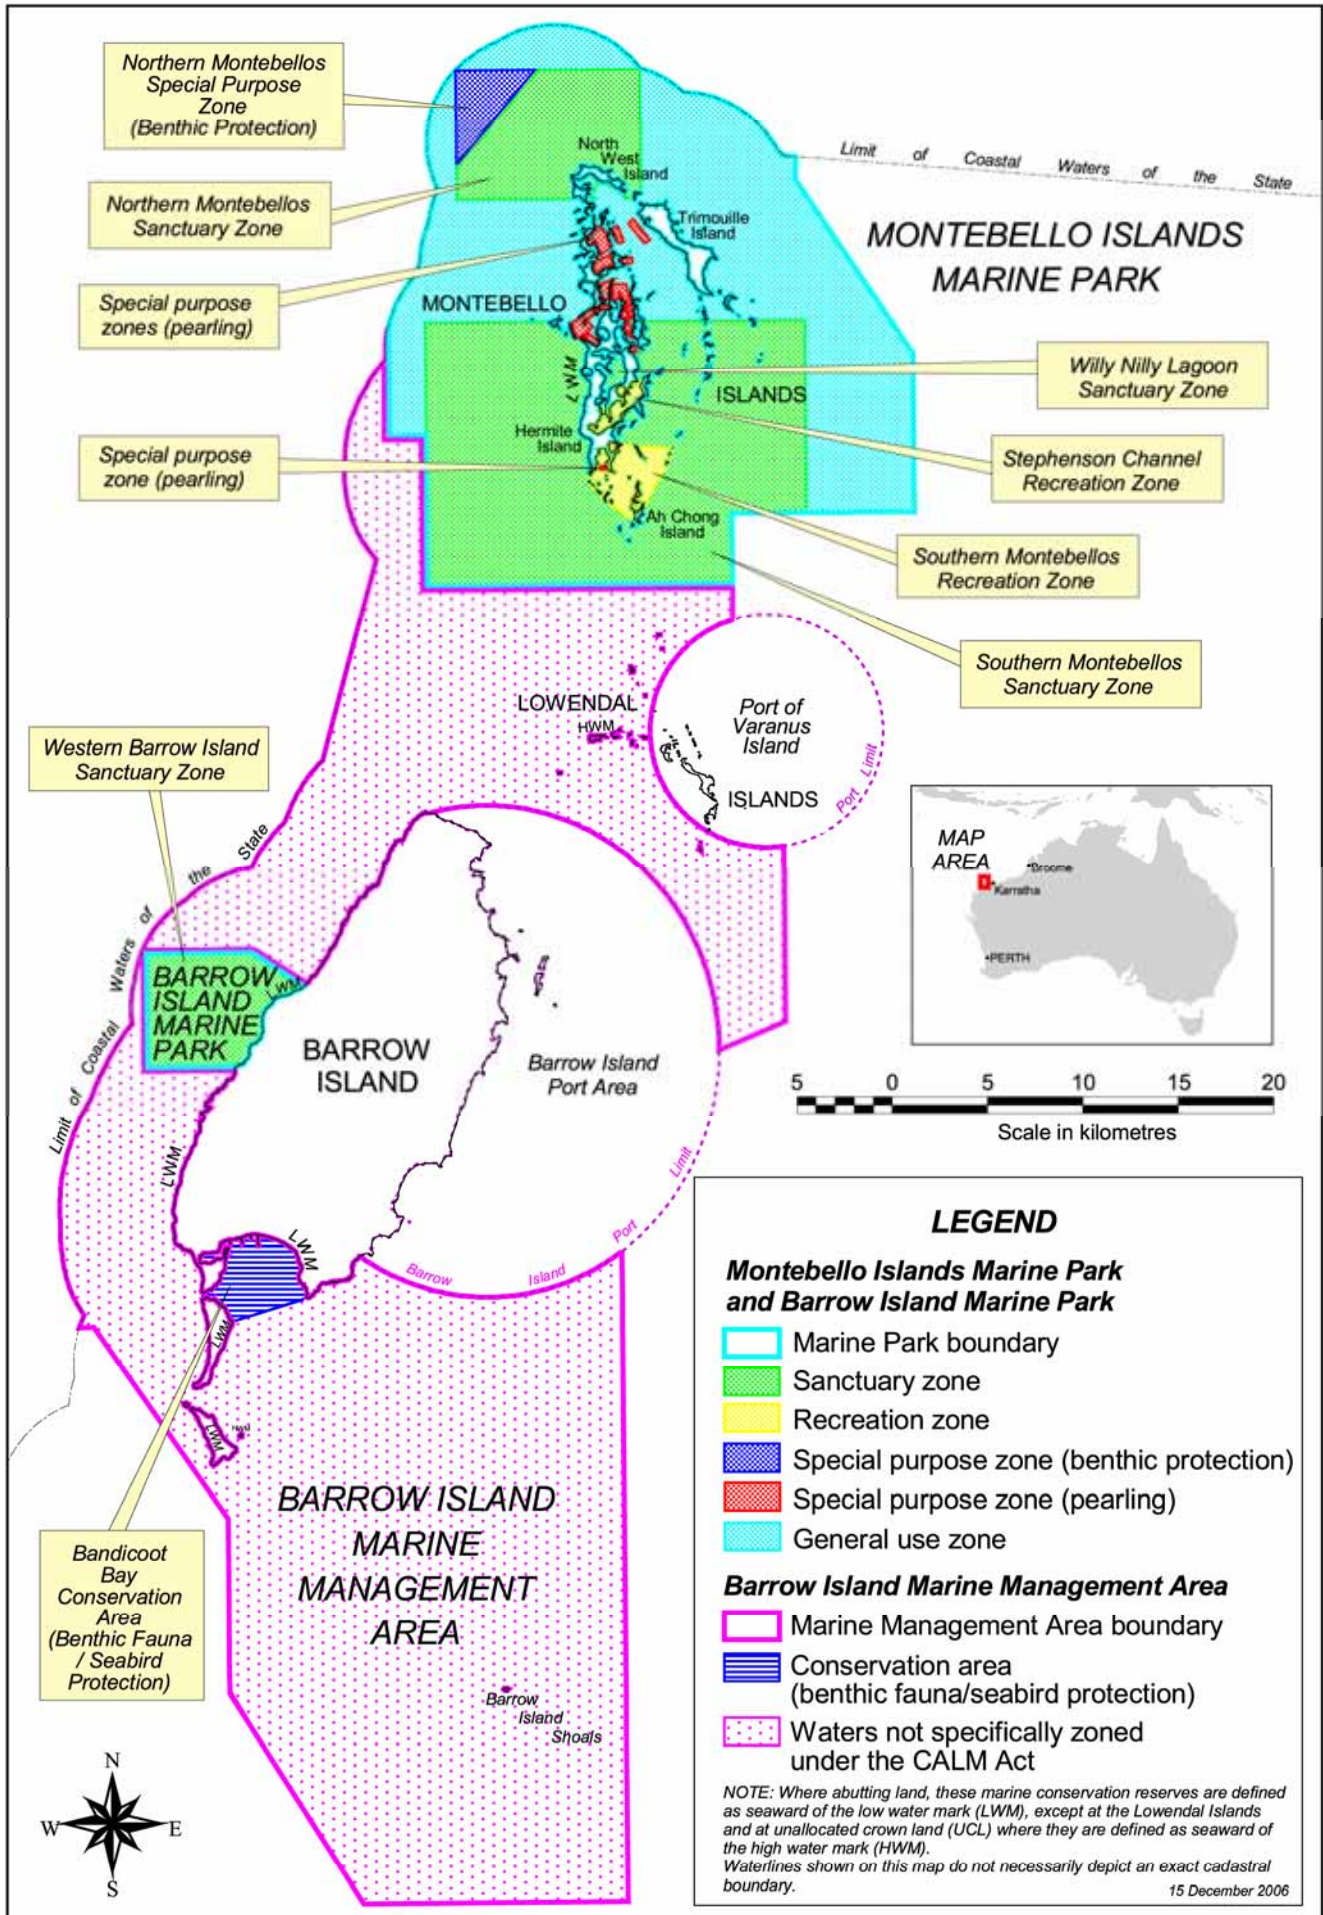 Northern Montebellos
Special Purpose
Zone
(Benthic Protection)
Northern Montebellos
Sanctuary Zone
Special purpose
zones (pearling)
Special purpose
zone (pearling)
North
West
Island
Trimouille
Island
Limit of Coastal Waters of the State
MONTEBELLO ISLANDS
MARINE PARK
MONTEBELLO
ISLANDS
LWM
Hermite
Island
Ah Chong
Island
Willy Nilly Lagoon
Sanctuary Zone
Stephenson Channel
Recreation Zone
Southern Montebellos
Recreation Zone
Southern Montebellos
Sanctuary Zone
LOWENDAL
HWM
ISLANDS
Port of
Varanus
Island
Port Limit
Western Barrow Island
Sanctuary Zone
Limit of Coastal Waters of the State
BARROW
ISLAND
MARINE
PARK
LWM
BARROW
ISLAND
Barrow Island
Port Area
LWM
LWM
LWM
LWM
HWM
Barrow Island Port Limit
MAP
AREA
Broome
Karratha
PERTH
5 0 5 10 15 20
Scale in kilometres
Bandicoot
Bay
Conservation
Area
(Benthic Fauna
/ Seabird
Protection)
BARROW ISLAND
MARINE
MANAGEMENT
AREA
Barrow
Island
Shoals
N
W E
S
LEGEND
Montebello Islands Marine Park
and Barrow Island Marine Park
Marine Park boundary
Sanctuary zone
Recreation zone
Special purpose zone (benthic protection)
Special purpose zone (pearling)
General use zone
Barrow Island Marine Management Area
Marine Management Area boundary
Conservation area
(benthic fauna/seabird protection)
Waters not specifically zoned
under the CALM Act
NOTE: Where abutting land, these marine conservation reserves are defined
as seaward of the low water mark (LWM), except at the Lowendal Islands
and at unallocated crown land (UCL) where they are defined as seaward of
the high water mark (HWM).
Waterlines shown on this map do not necessarily depict an exact cadastral
boundary.
15 December 2006